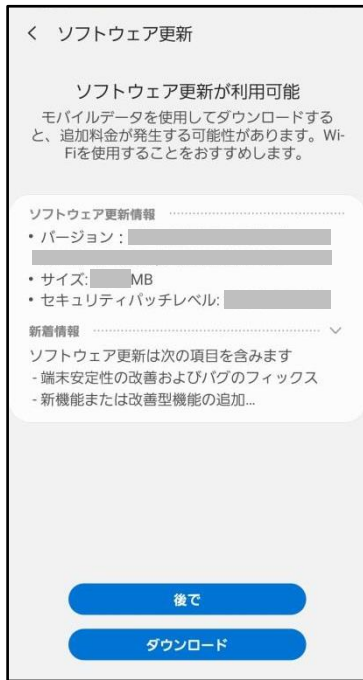 ソフトウェア更新
ソフトウェア更新が利用可能
モバイルデータを使用してダウンロードする
と、追加料金が発生する可能性があります。Wi-
Fiを使用することをおすすめします。
ソフトウェア更新情報
• バージョン：
• サイズ: MB
• セキュリティパッチレベル:
新着情報
ソフトウェア更新は次の項目を含みます
- 端末安定性の改善およびバグのフィックス
- 新機能または改善型機能の追加...
後で
ダウンロード